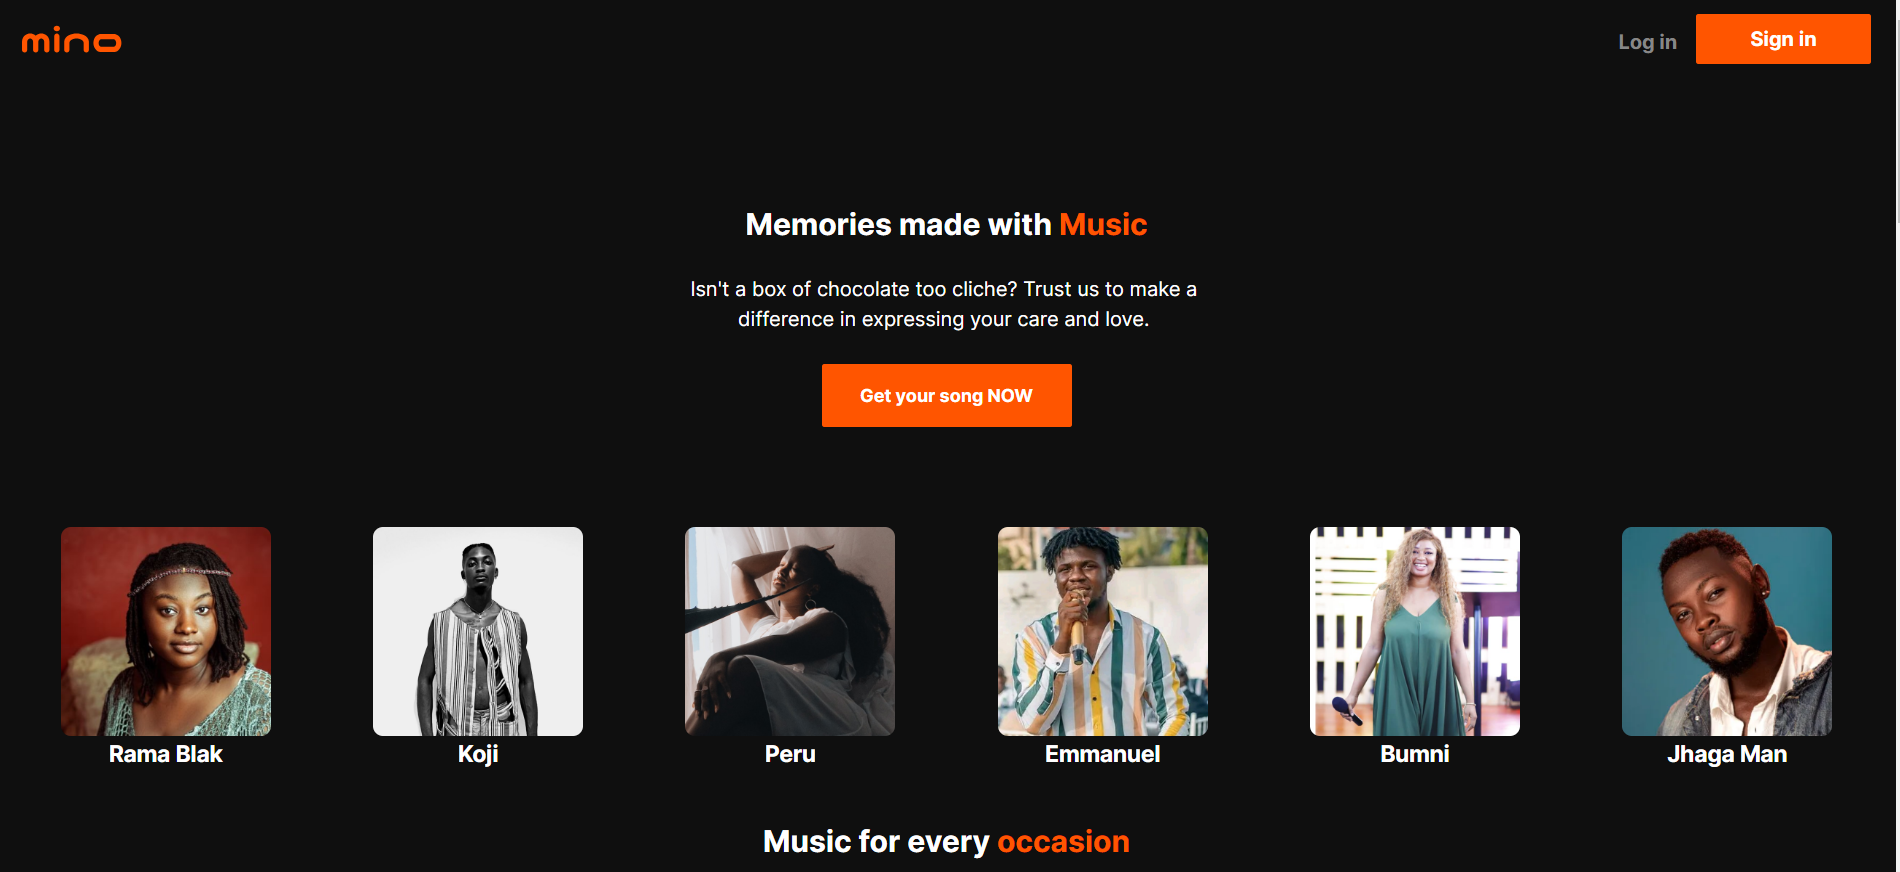 mino
Log in
Sign in
Memories made with Music
Isn't a box of chocolate too cliche? Trust us to make a
difference in expressing your care and love.
Get your song NOW
Rama Blak
Koji
Peru
Emmanuel
Bumni
Jhaga Man
Music for every occasion